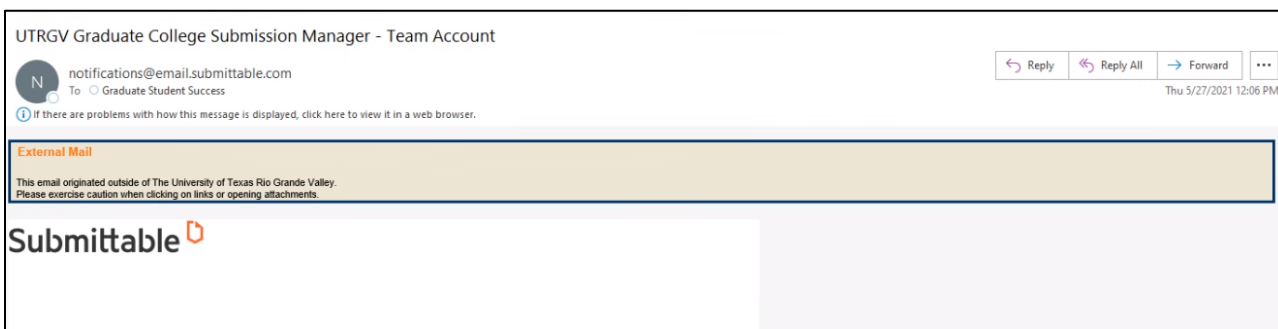 UTRGV Graduate College Submission Manager - Team Account
N
notifications@email.submittable.com
To Graduate Student Success
Reply
Reply All
Forward
...
Thu 5/27/2021 12:06 PM
If there are problems with how this message is displayed, click here to view it in a web browser.
External Mail
This email originated outside of The University of Texas Rio Grande Valley.
Please exercise caution when clicking on links or opening attachments.
Submittable